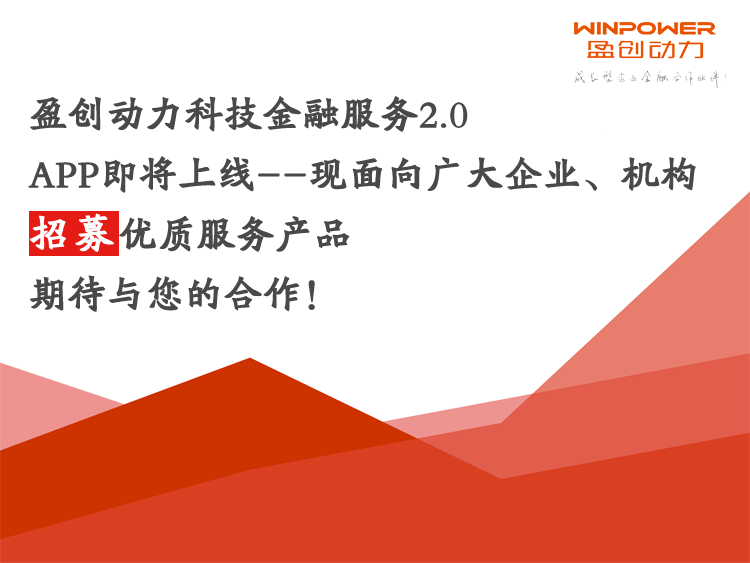 WINPOWER
盈创动力
成长型企业金融合作伙伴!
盈创动力科技金融服务2.0
APP即将上线--现面向广大企业、机构
招募优质服务产品
期待与您的合作!